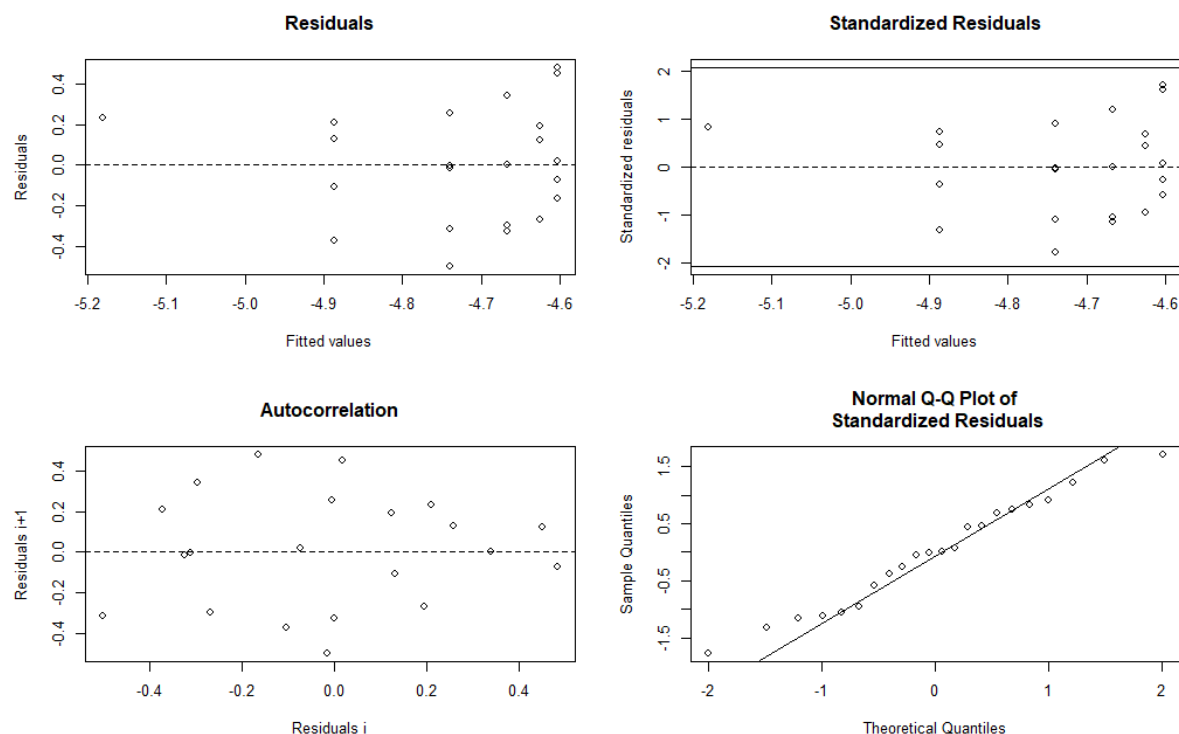 Residuals
Residuals
0.4
0.2
0.0
-0.2
-0.4
-5.2 -5.1 -5.0 -4.9 -4.8 -4.7 -4.6
Fitted values
Standardized Residuals
Standardized residuals
2
1
0
-1
-2
-5.2 -5.1 -5.0 -4.9 -4.8 -4.7 -4.6
Fitted values
Autocorrelation
Residuals i+1
0.4
0.2
0.0
-0.2
-0.4
-0.4 -0.2 0.0 0.2 0.4
Residuals i
Normal Q-Q Plot of
Standardized Residuals
Sample Quantiles
1.5
0.5
-0.5
-1.5
-2 -1 0 1 2
Theoretical Quantiles